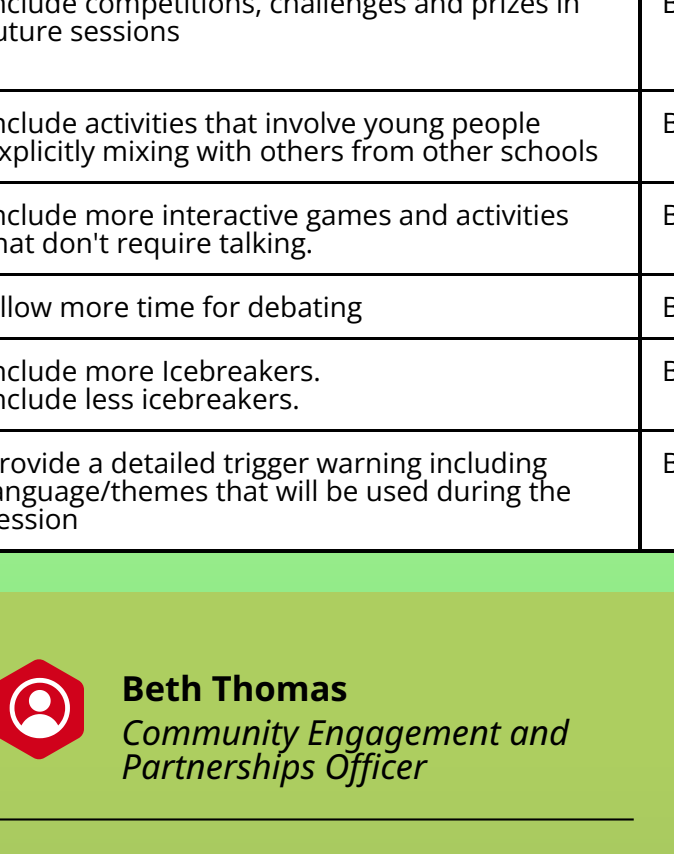 nclude competitions, challenges and prizes in
uture sessions
nclude activities that involve young people
xplicitly mixing with others from other schools
nclude more interactive games and activities
hat don't require talking.
llow more time for debating
nclude more Icebreakers.
nclude less icebreakers.
rovide a detailed trigger warning including
anguage/themes that will be used during the
ession
Beth Thomas
Community Engagement and
Partnerships Officer